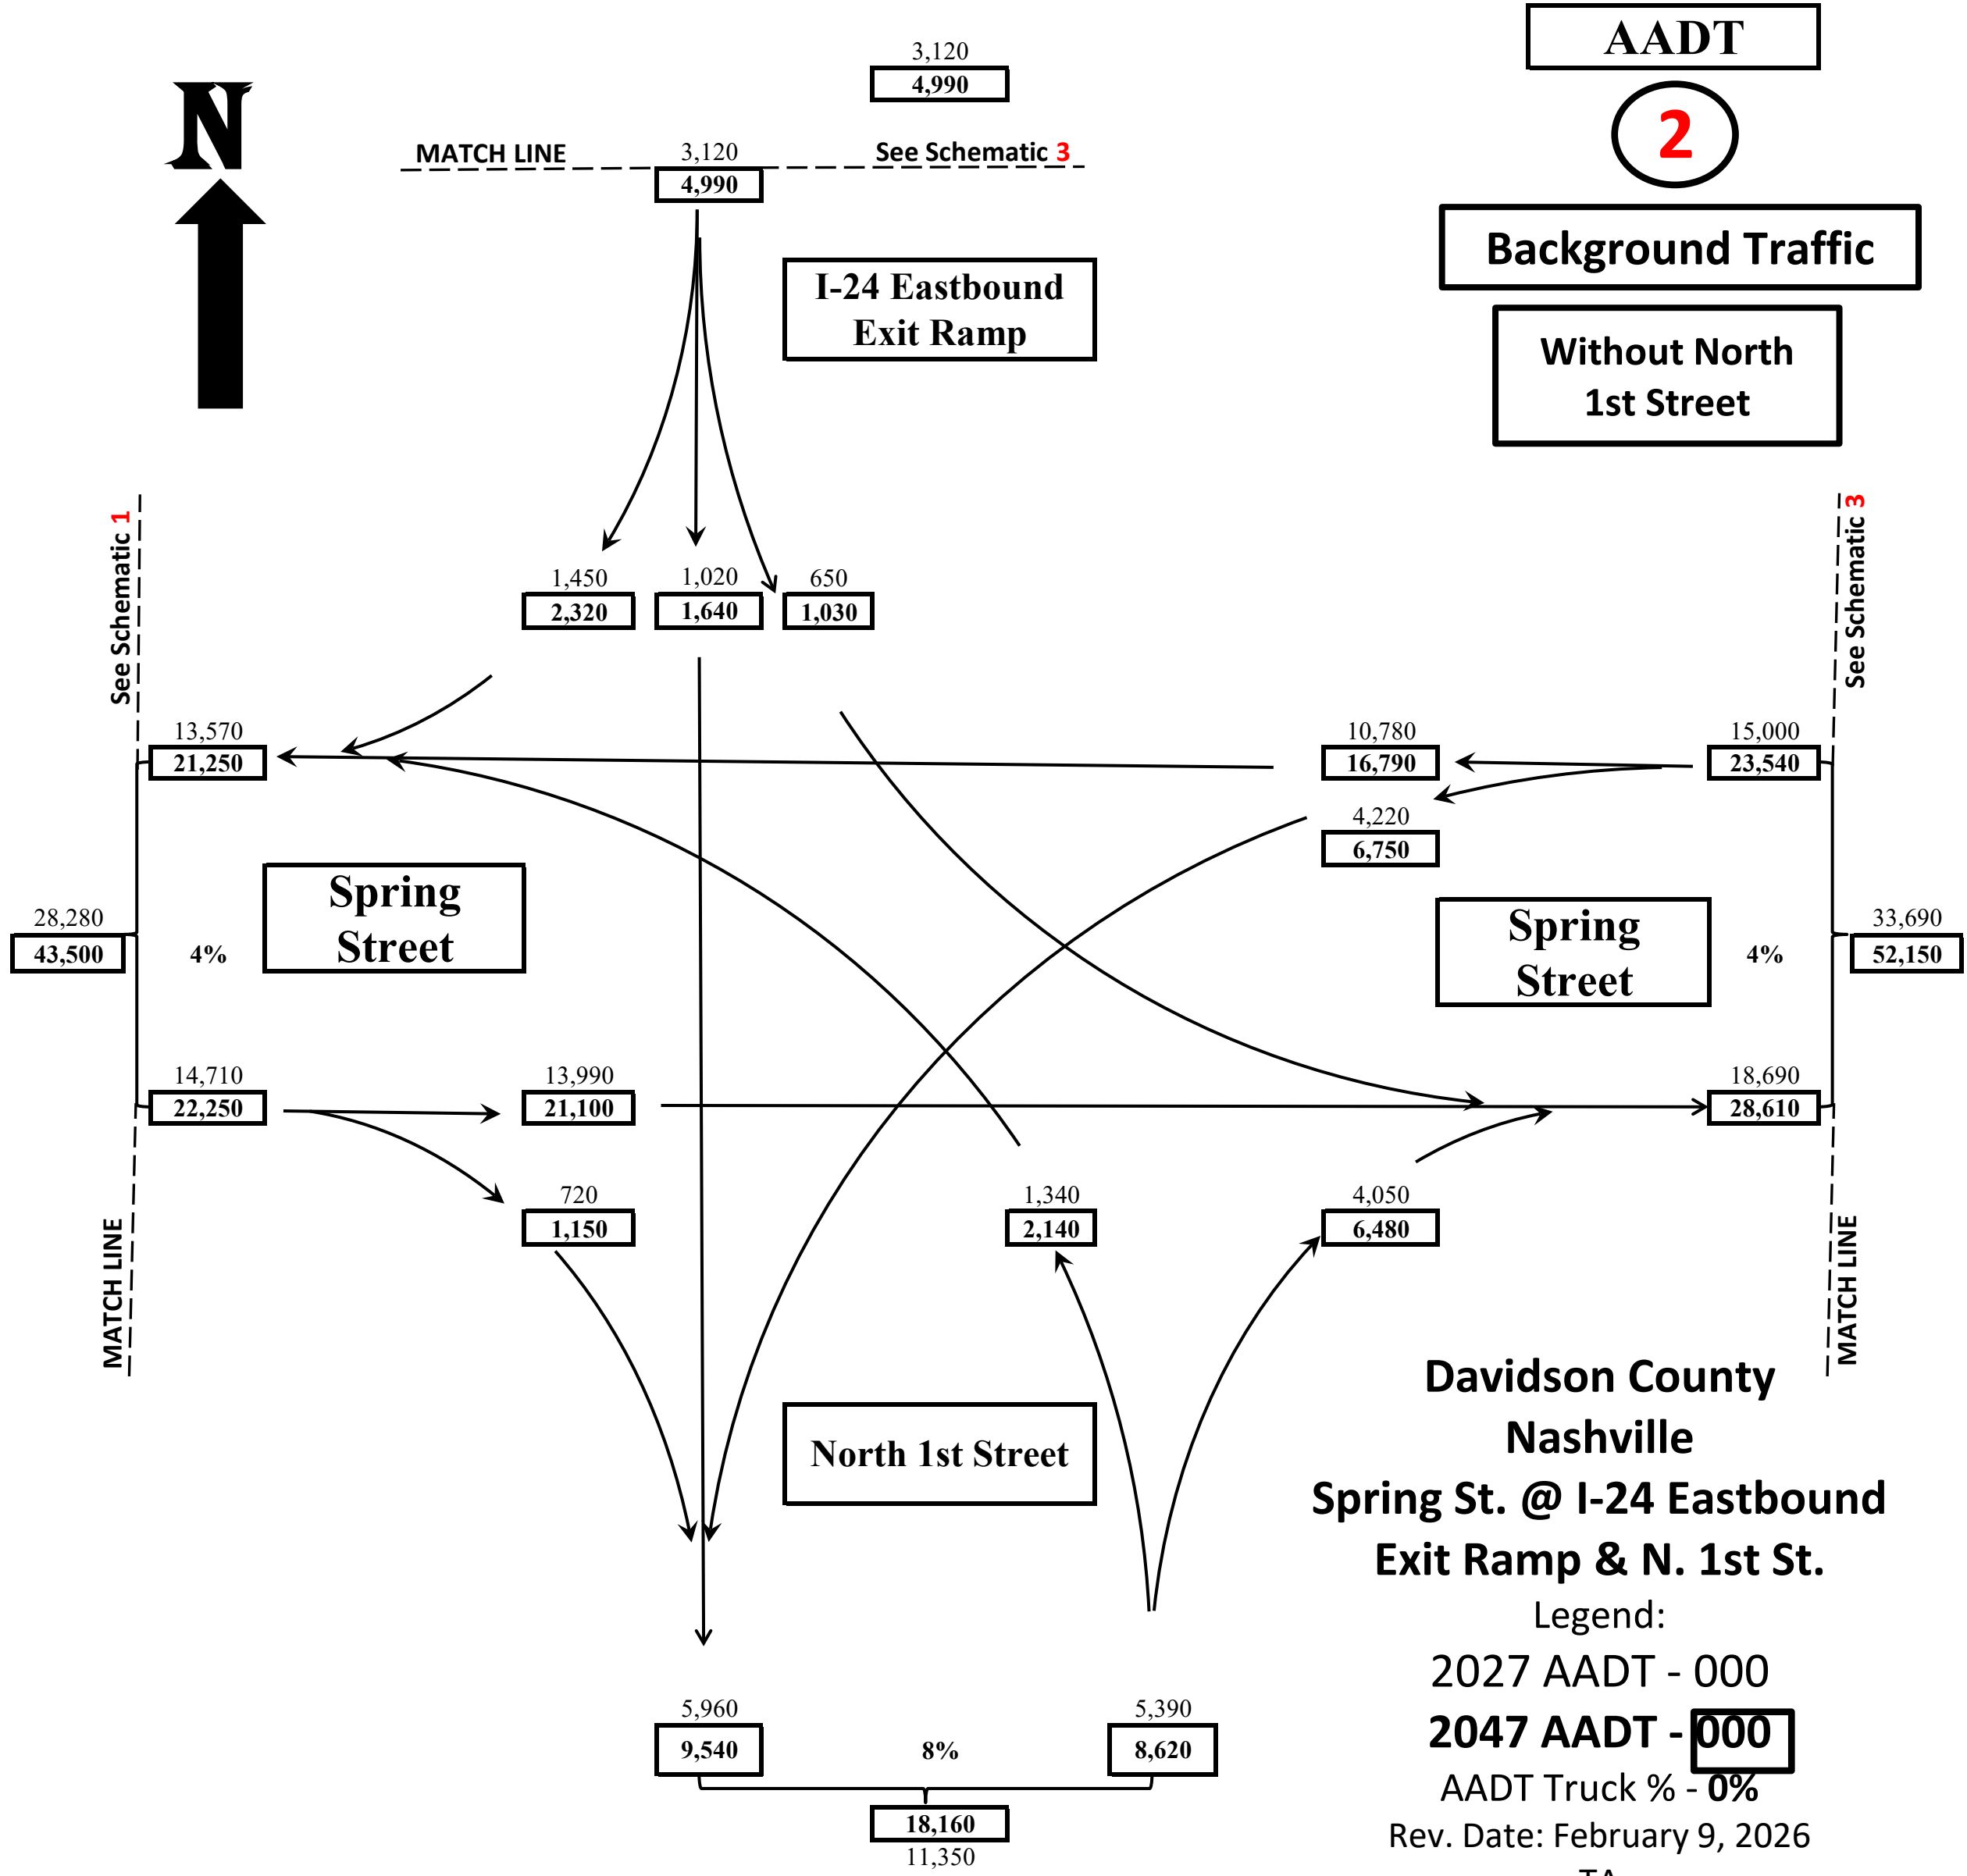 AADT
3,120
4,990
N
2
MATCH LINE
3,120
See Schematic 3
4,990
Background Traffic
I-24 Eastbound
Exit Ramp
Without North
1st Street
See Schematic 1
See Schematic 3
1,450
1,020
650
2,320
1,640
1,030
13,570
10,780
15,000
21,250
16,790
23,540
4,220
6,750
Spring
Street
Spring
Street
28,280
43,500
4%
4%
33,690
52,150
14,710
13,990
18,690
22,250
21,100
28,610
720
1,340
4,050
1,150
2,140
6,480
MATCH LINE
MATCH LINE
North 1st Street
Davidson County
Nashville
Spring St. @ I-24 Eastbound
Exit Ramp & N. 1st St.
Legend:
2027 AADT - 000
2047 AADT - 000
AADT Truck % - 0%
Rev. Date: February 9, 2026
5,960
5,390
9,540
8%
8,620
18,160
11,350